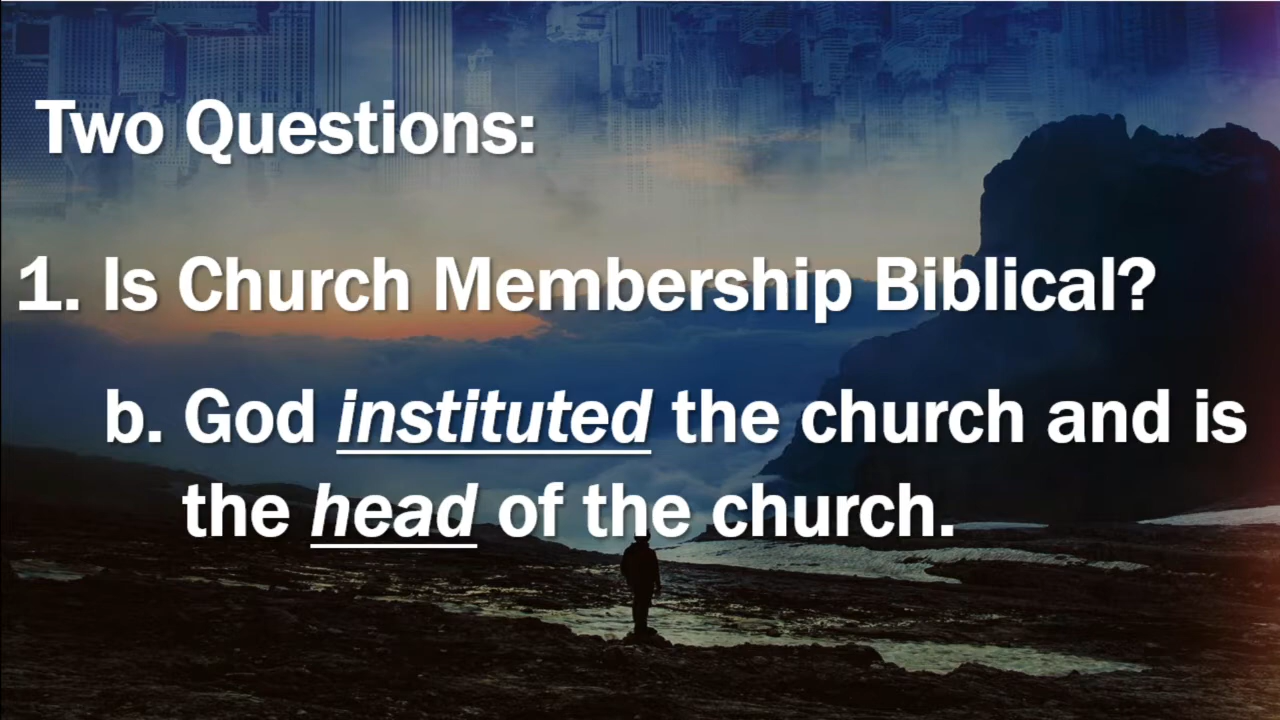 Two Questions:
1. Is Church Membership Biblical?
b. God instituted the church and is
the head of the church.